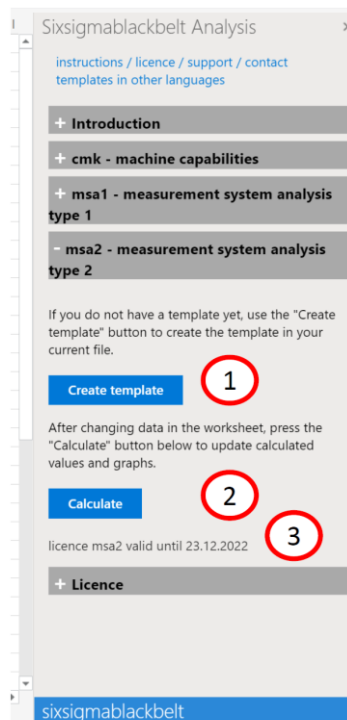 Sixsigmablackbelt Analysis
instructions / licence / support / contact
templates in other languages
+ Introduction
+ cmk - machine capabilities
+ msa1 - measurement system analysis
type 1
- msa2 - measurement system analysis
type 2
If you do not have a template yet, use the "Create
template" button to create the template in your
current file.
Create template
1
After changing data in the worksheet, press the
"Calculate" button below to update calculated
values and graphs.
Calculate
2
licence msa2 valid until 23.12.2022
3
+ Licence
sixsigmablackbelt